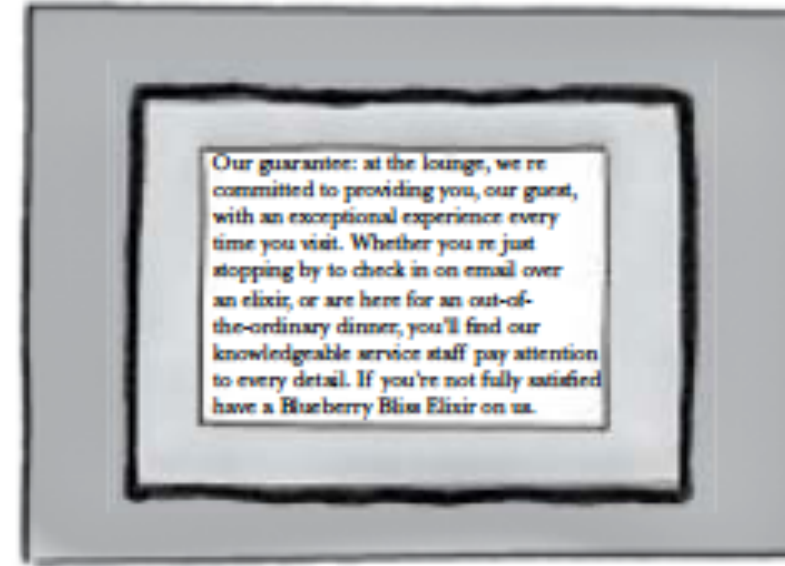 Our guarantee: at the lounge, we re
committed to providing you, our guest,
with an exceptional experience every
time you visit. Whether you re just
stopping by to check in on email over
an elixir, or are here for an out-of-
the-ordinary dinner, you'll find our
knowledgeable service staff pay attention
to every detail. If you're not fully satisfied
have a Blueberry Bliss Elixir on us.